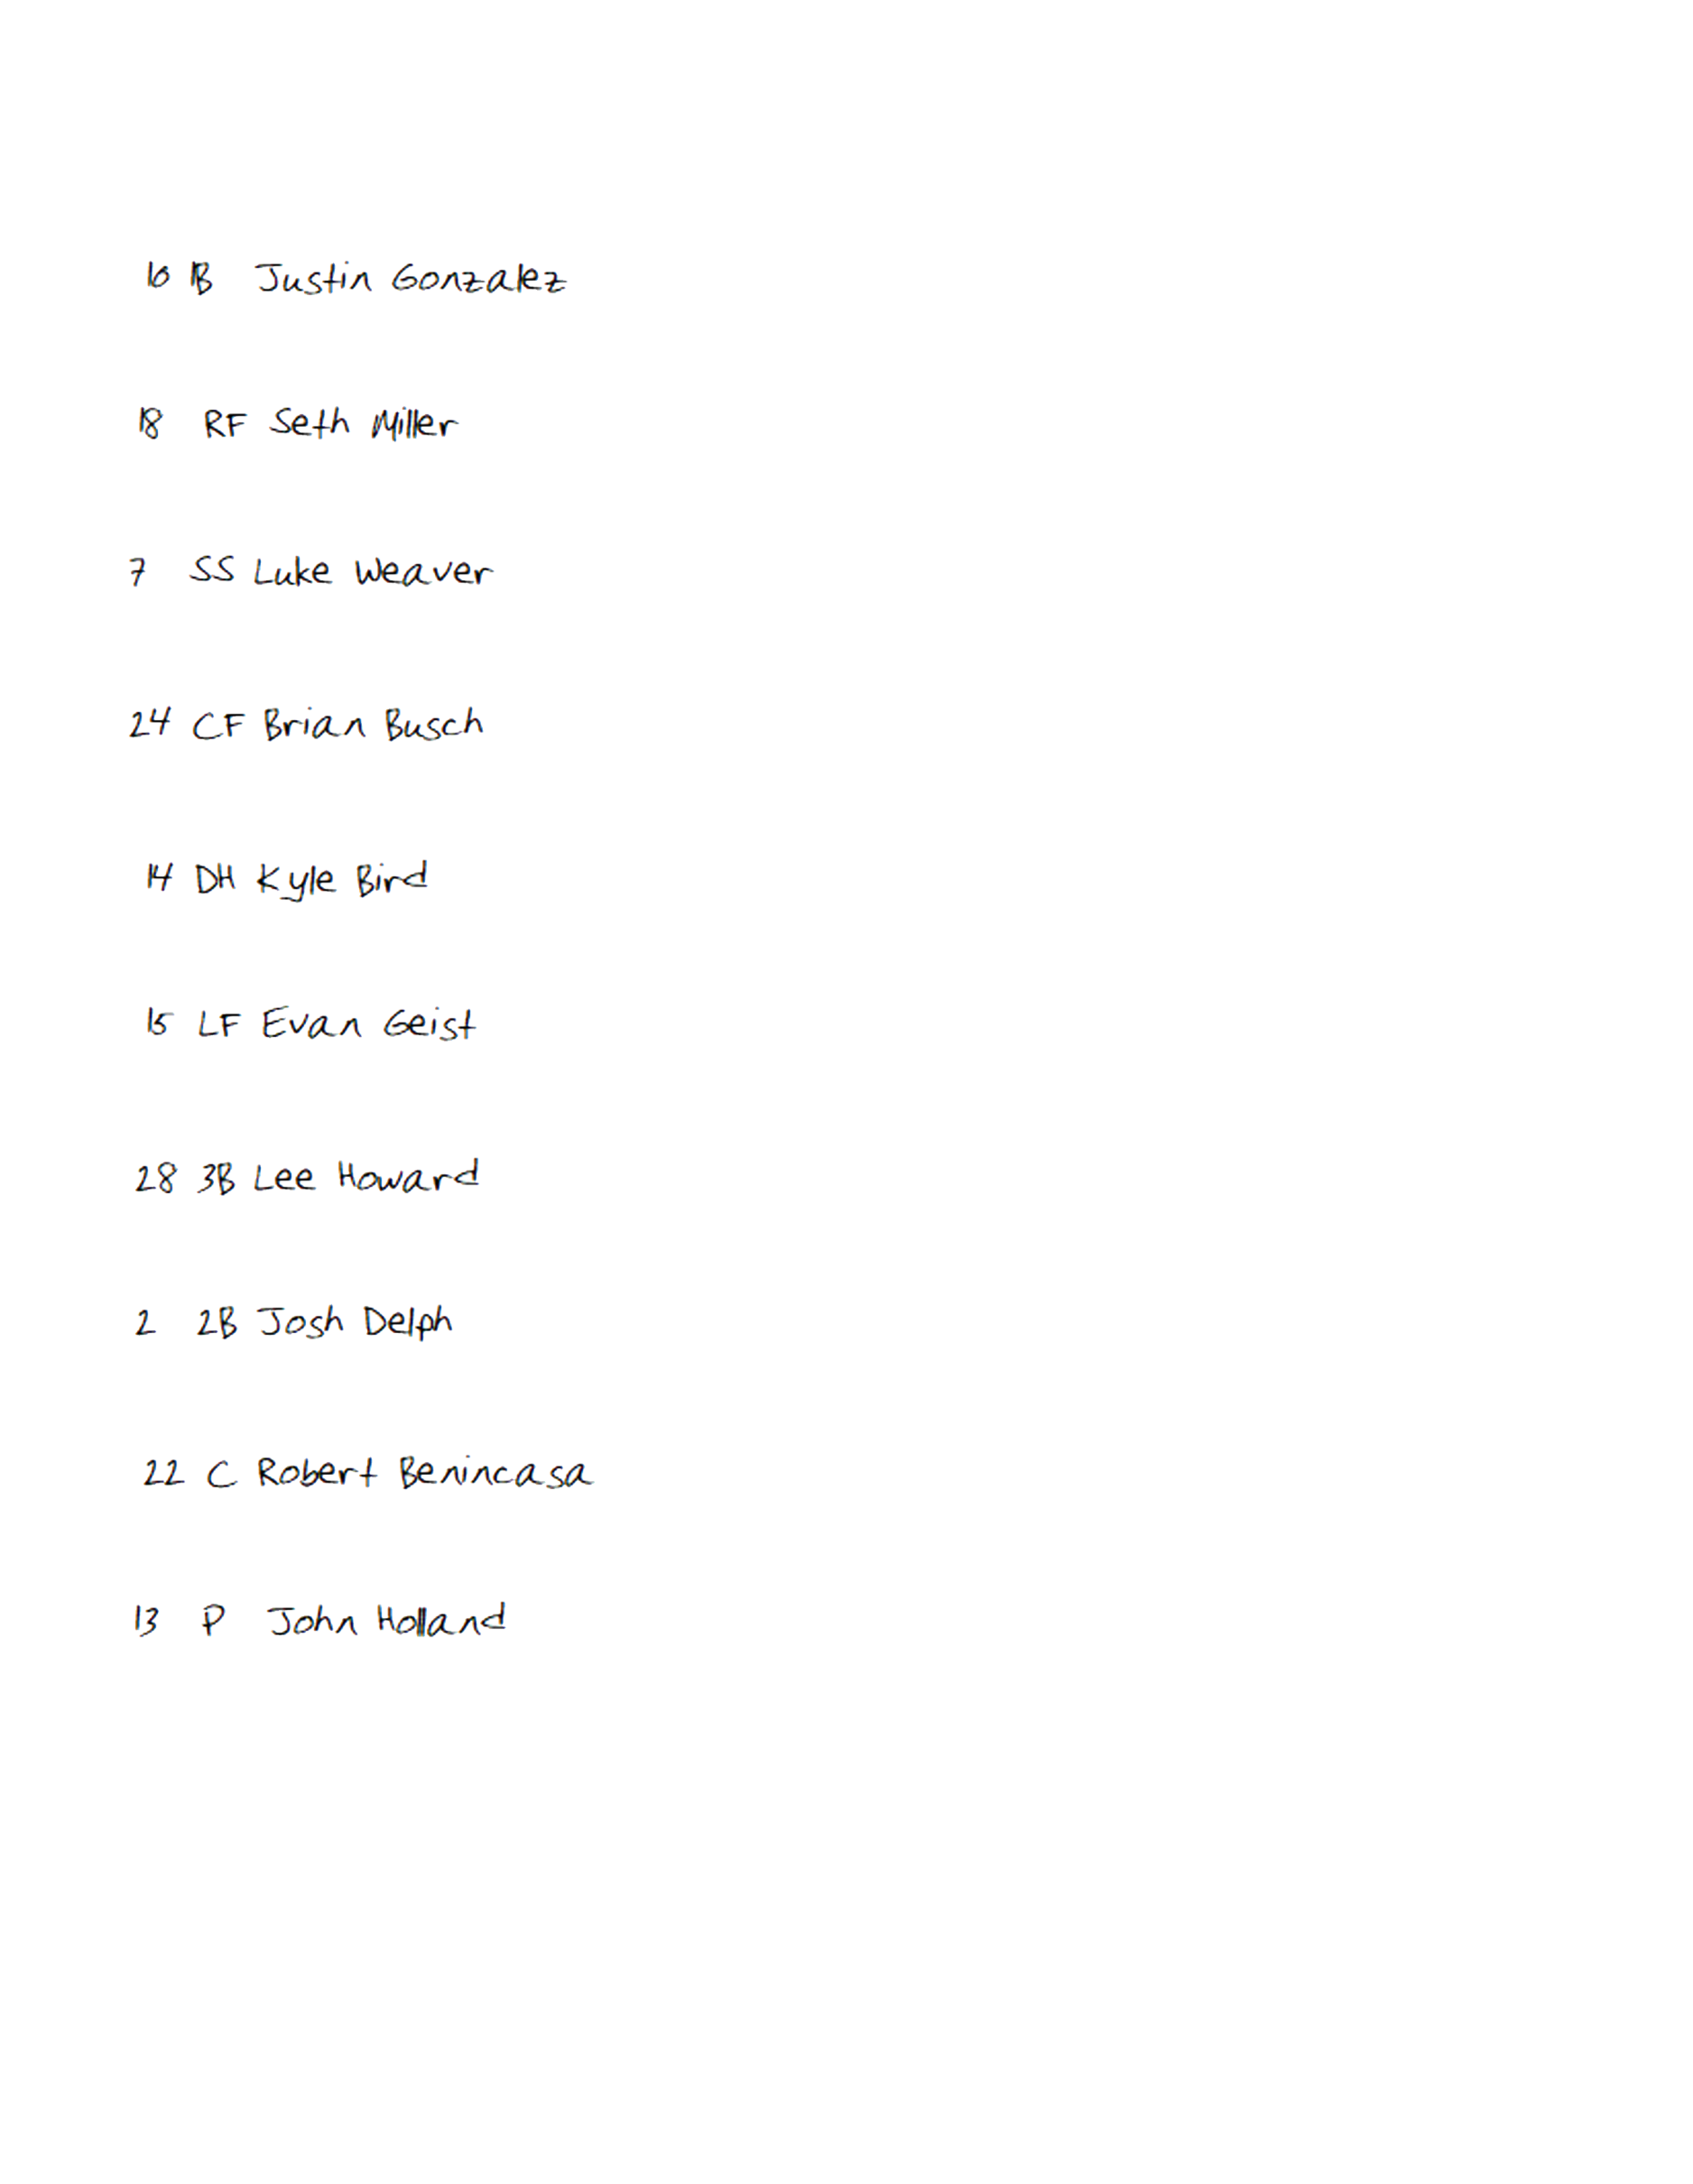 10 1B Justin Gonzalez
18 RF Seth Miller
7 SS Luke Weaver
24 CF Brian Busch
14 DH Kyle Bird
15 LF Evan Geist
28 3B Lee Howard
2 2B Josh Delph
22 C Robert Benincasa
13 P John Holland